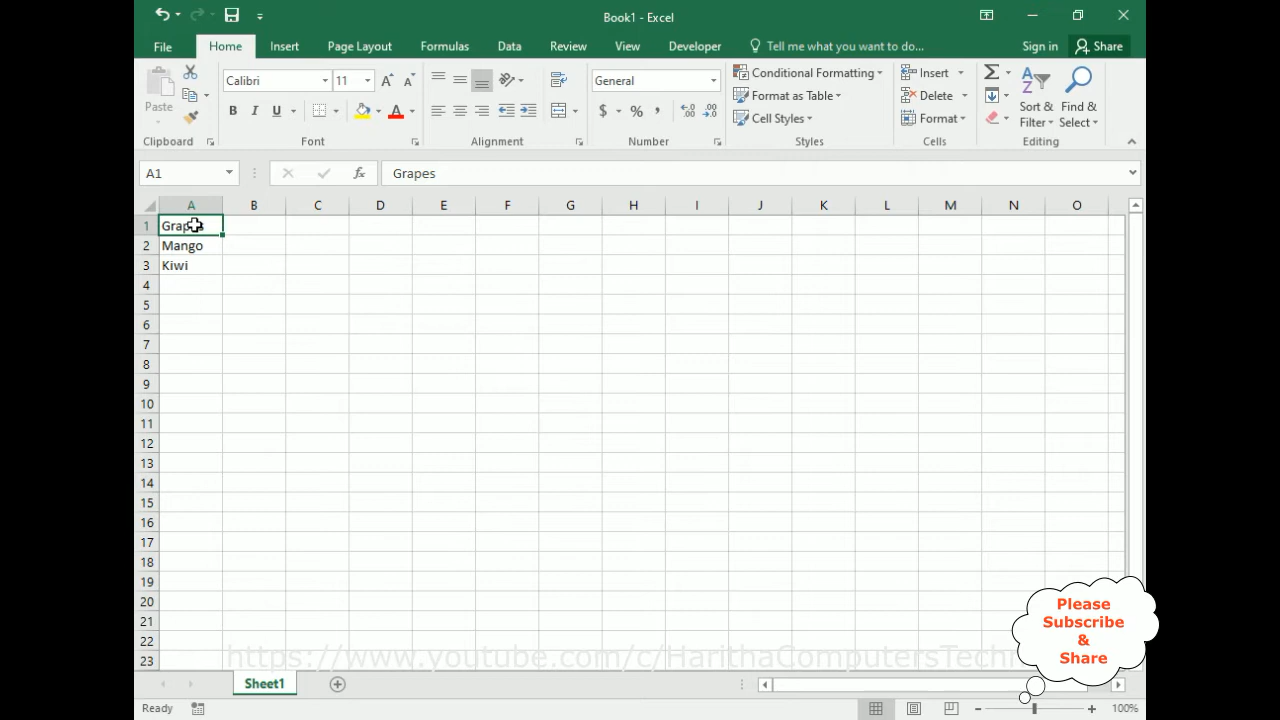 Book1 - Excel
File Home Insert Page Layout Formulas Data Review View Developer Tell me what you want to do... Sign in Share
Paste Calibri 11 General Conditional Formatting Insert
B I U $ % , Format as Table Delete Sort & Find &
Cell Styles Format Filter Select
Clipboard Font Alignment Number Styles Cells Editing
A1 fx Grapes
A B C D E F G H I J K L M N O
1 Grapes
2 Mango
3 Kiwi
4
5
6
7
8
9
10
11
12
13
14
15
16
17
18
19
20
21
22
23
Please
Subscribe
&
Share
https://www.youtube.com/c/HarithaComputersTech
Sheet1
Ready 100%